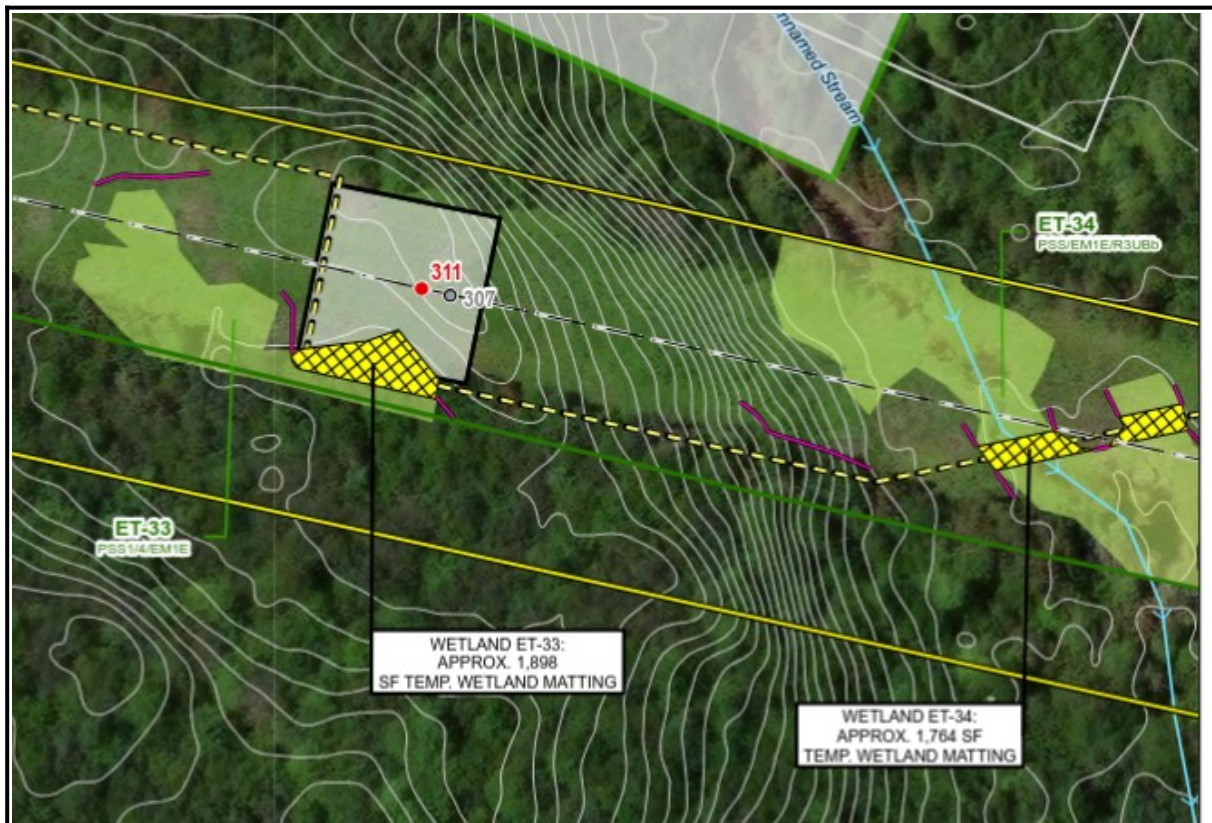 nnamed Stream
ET-34
PSS/EM1E/R3UBb
311
307
ET-33
PSS1/4/EM1E
WETLAND ET-33:
APPROX. 1,898
SF TEMP. WETLAND MATTING
WETLAND ET-34:
APPROX. 1,764 SF
TEMP. WETLAND MATTING